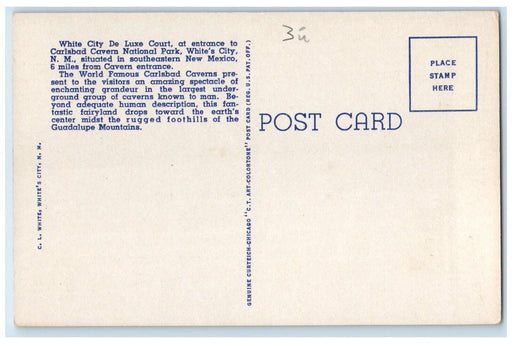 White City De Luxe Court, at entrance to
Carlsbad Cavern National Park, White's City,
N. M., situated in southeastern New Mexico,
6 miles from Cavern entrance.
The World Famous Carlsbad Caverns pre-
sent to the visitors an amazing spectacle of
enchanting grandeur in the largest under-
ground group of caverns known to man. Be-
yond adequate human description, this fan-
tastic fairyland drops toward the earth's
center midst the rugged foothills of the
Guadalupe Mountains.
C. L. WHITE, WHITE'S CITY, N. M.
GENUINE CURTEICH-CHICAGO "C.T. ART-COLORTONE" POST CARD (REG. U.S. PAT. OFF.)
POST CARD
PLACE
STAMP
HERE